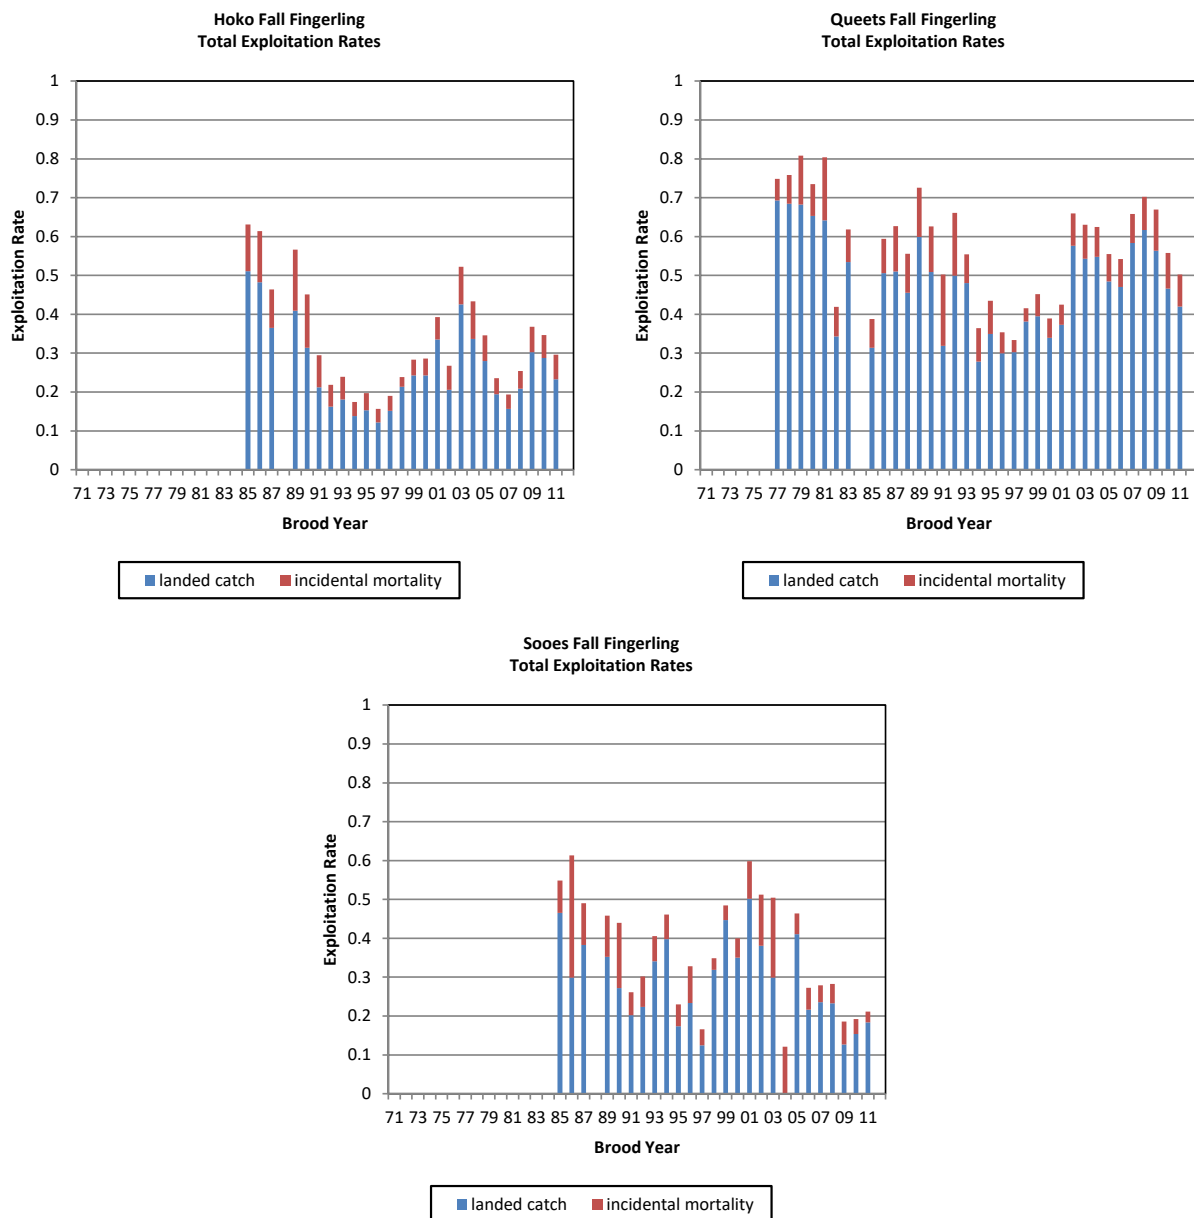 Hoko Fall Fingerling
Total Exploitation Rates
1
0.9
0.8
0.7
0.6
0.5
0.4
0.3
0.2
0.1
0
Exploitation Rate
71 73 75 77 79 81 83 85 87 89 91 93 95 97 99 01 03 05 07 09 11
Brood Year
landed catch incidental mortality
Queets Fall Fingerling
Total Exploitation Rates
1
0.9
0.8
0.7
0.6
0.5
0.4
0.3
0.2
0.1
0
Exploitation Rate
71 73 75 77 79 81 83 85 87 89 91 93 95 97 99 01 03 05 07 09 11
Brood Year
landed catch incidental mortality
Sooes Fall Fingerling
Total Exploitation Rates
1
0.9
0.8
0.7
0.6
0.5
0.4
0.3
0.2
0.1
0
Exploitation Rate
71 73 75 77 79 81 83 85 87 89 91 93 95 97 99 01 03 05 07 09 11
Brood Year
landed catch incidental mortality